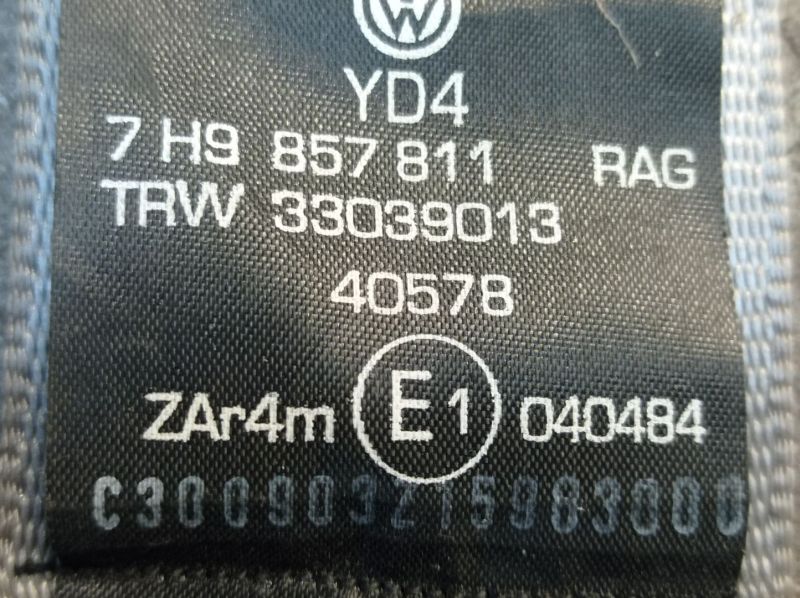 YD4
7 H9 857 811 RAG
TRW 33039013
40578
ZAr4m E1 040484
C300903Z15983000